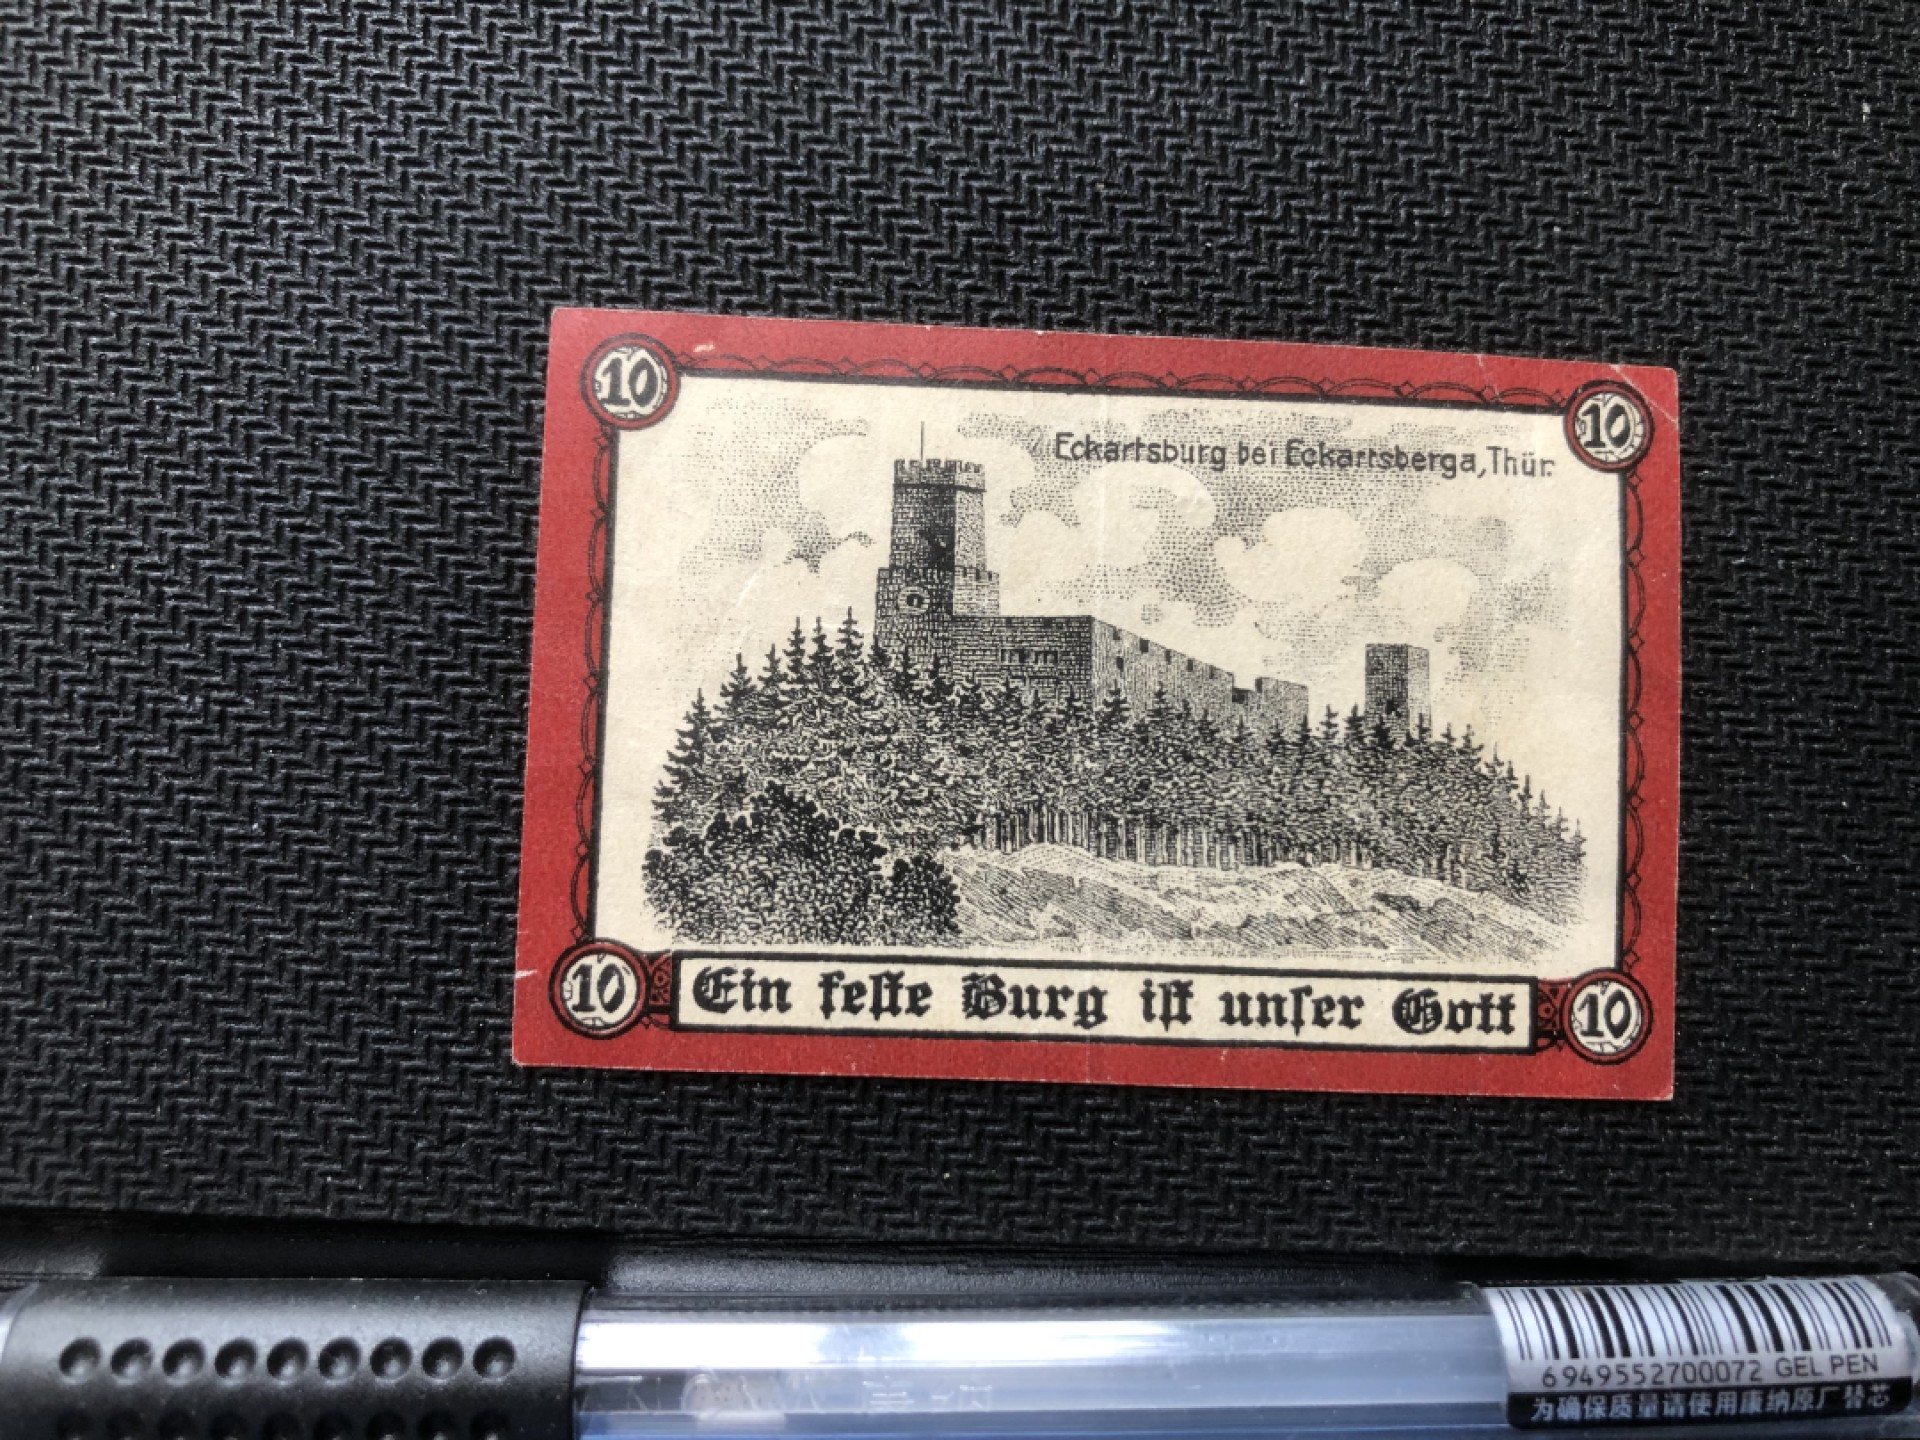 10
10
Eckartsburg bei Eckartsberga, Thür.
10
Ein feste Burg ist unser Gott
10
6949552700072 GEL PEN
为确保质量请使用康纳原厂替芯